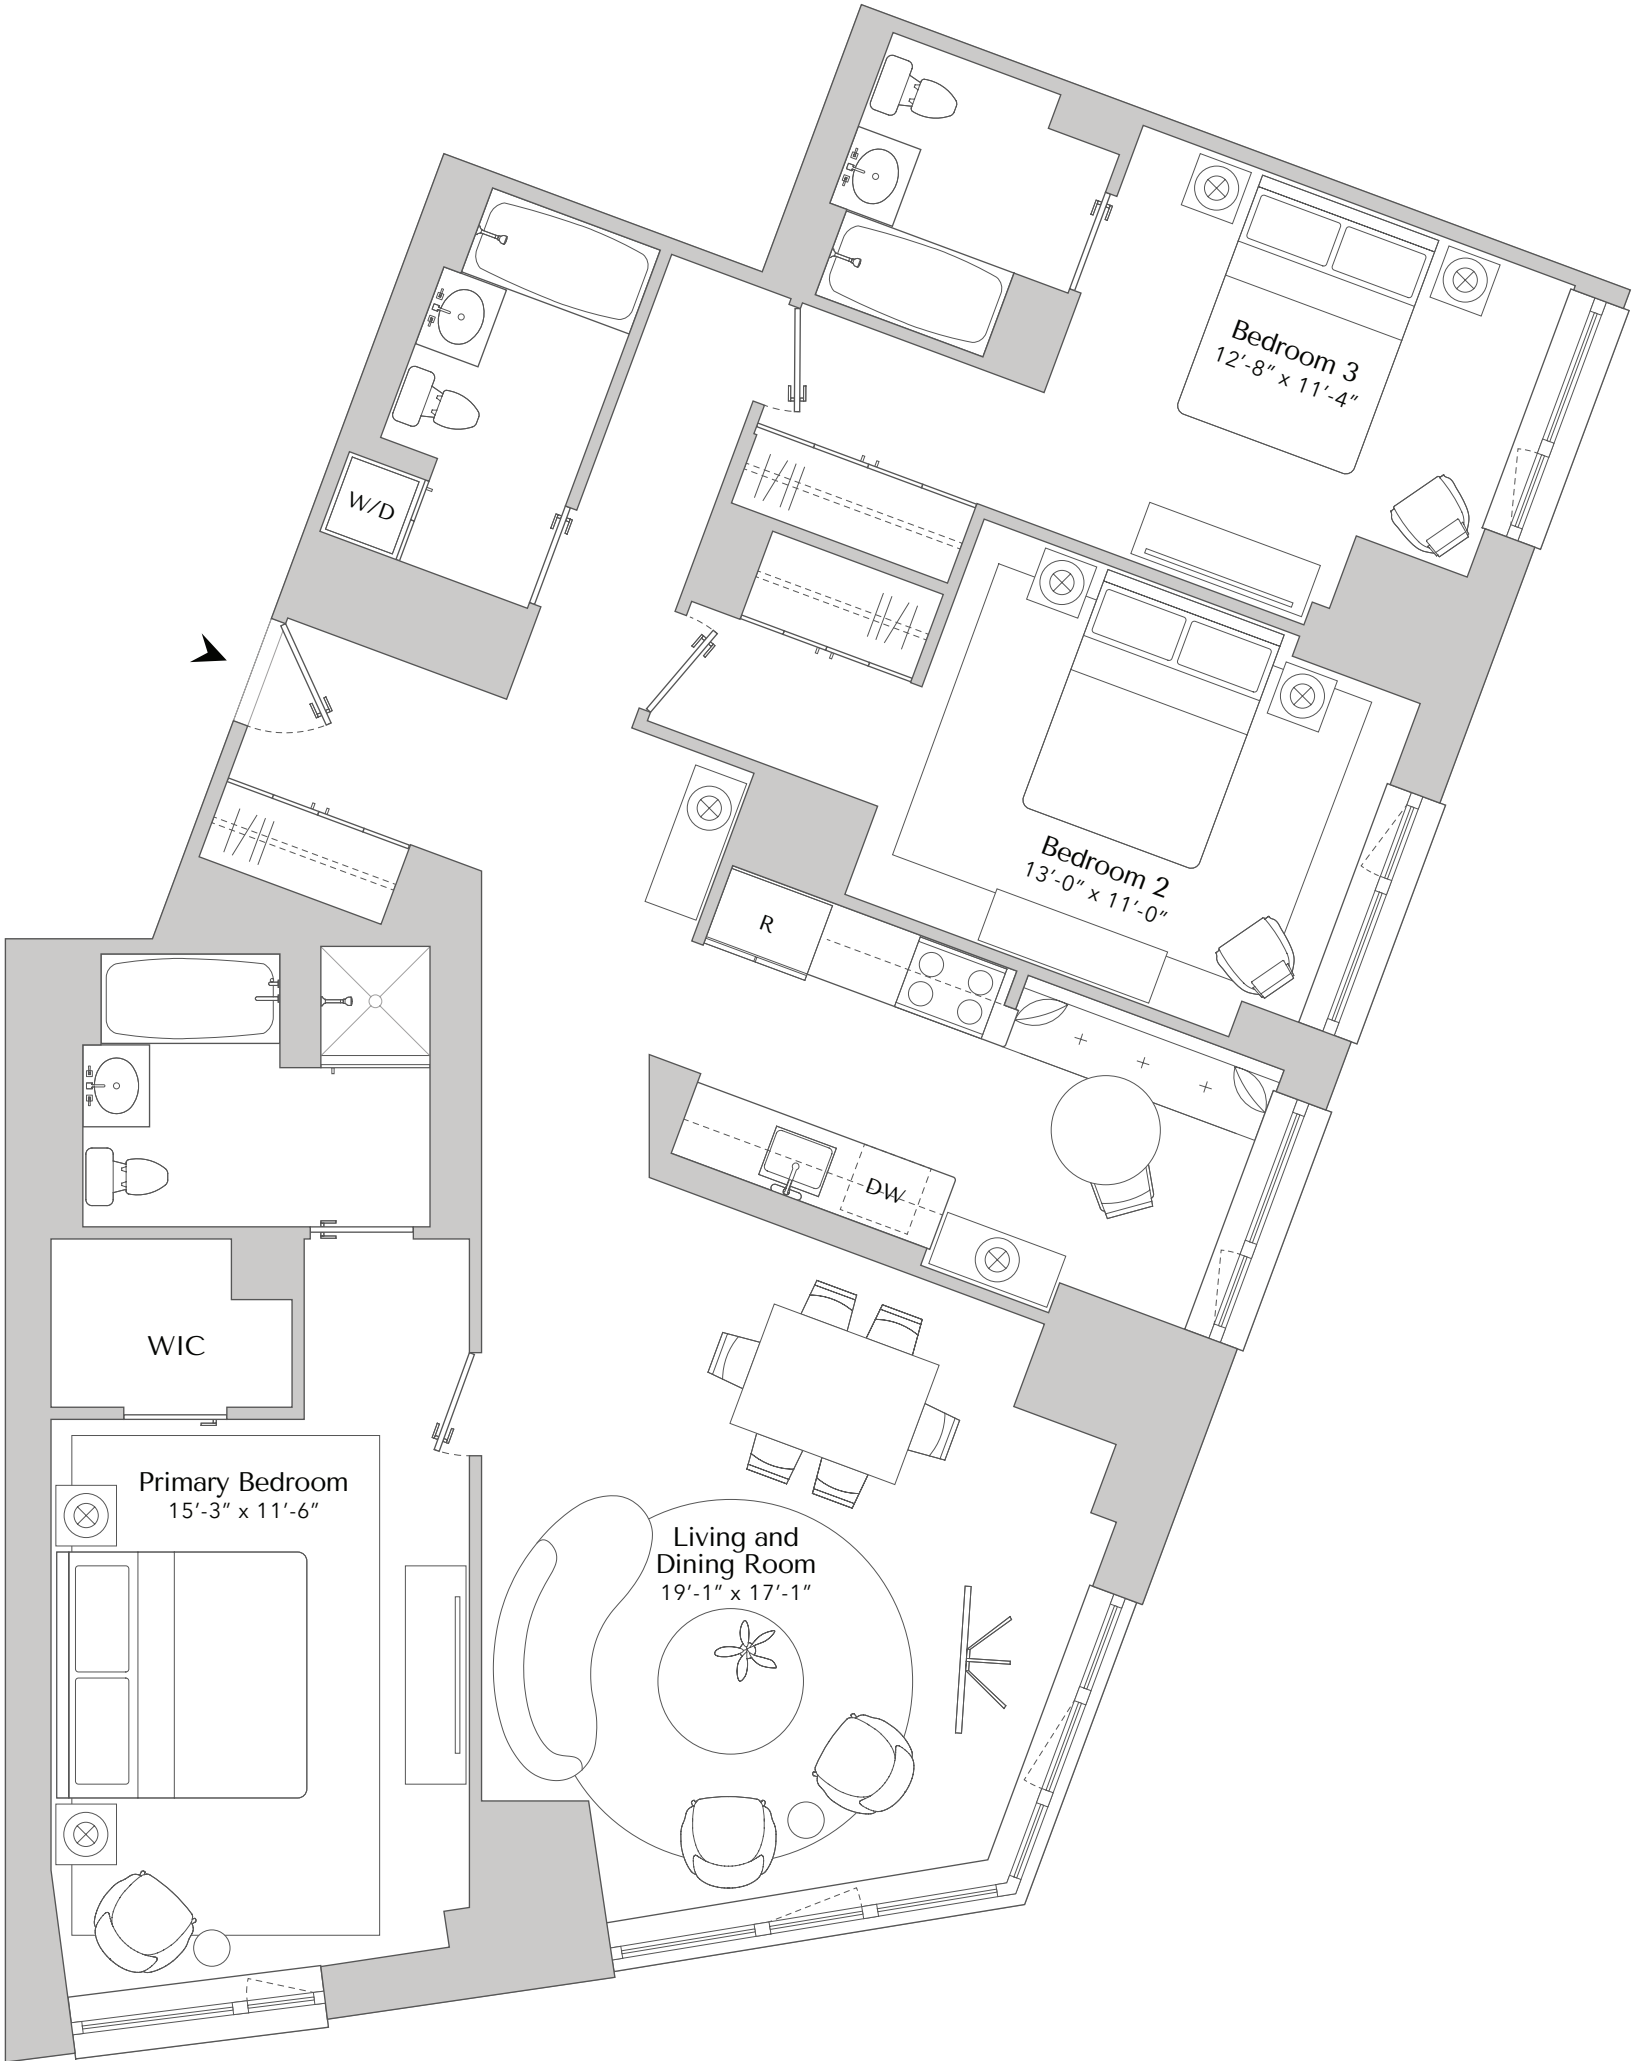 Bedroom 3
12’-8” x 11’-4”
W/D
Bedroom 2
13’-0” x 11’-0”
R
DW
WIC
Primary Bedroom
15’-3” x 11’-6”
Living and
Dining Room
19’-1” x 17’-1”